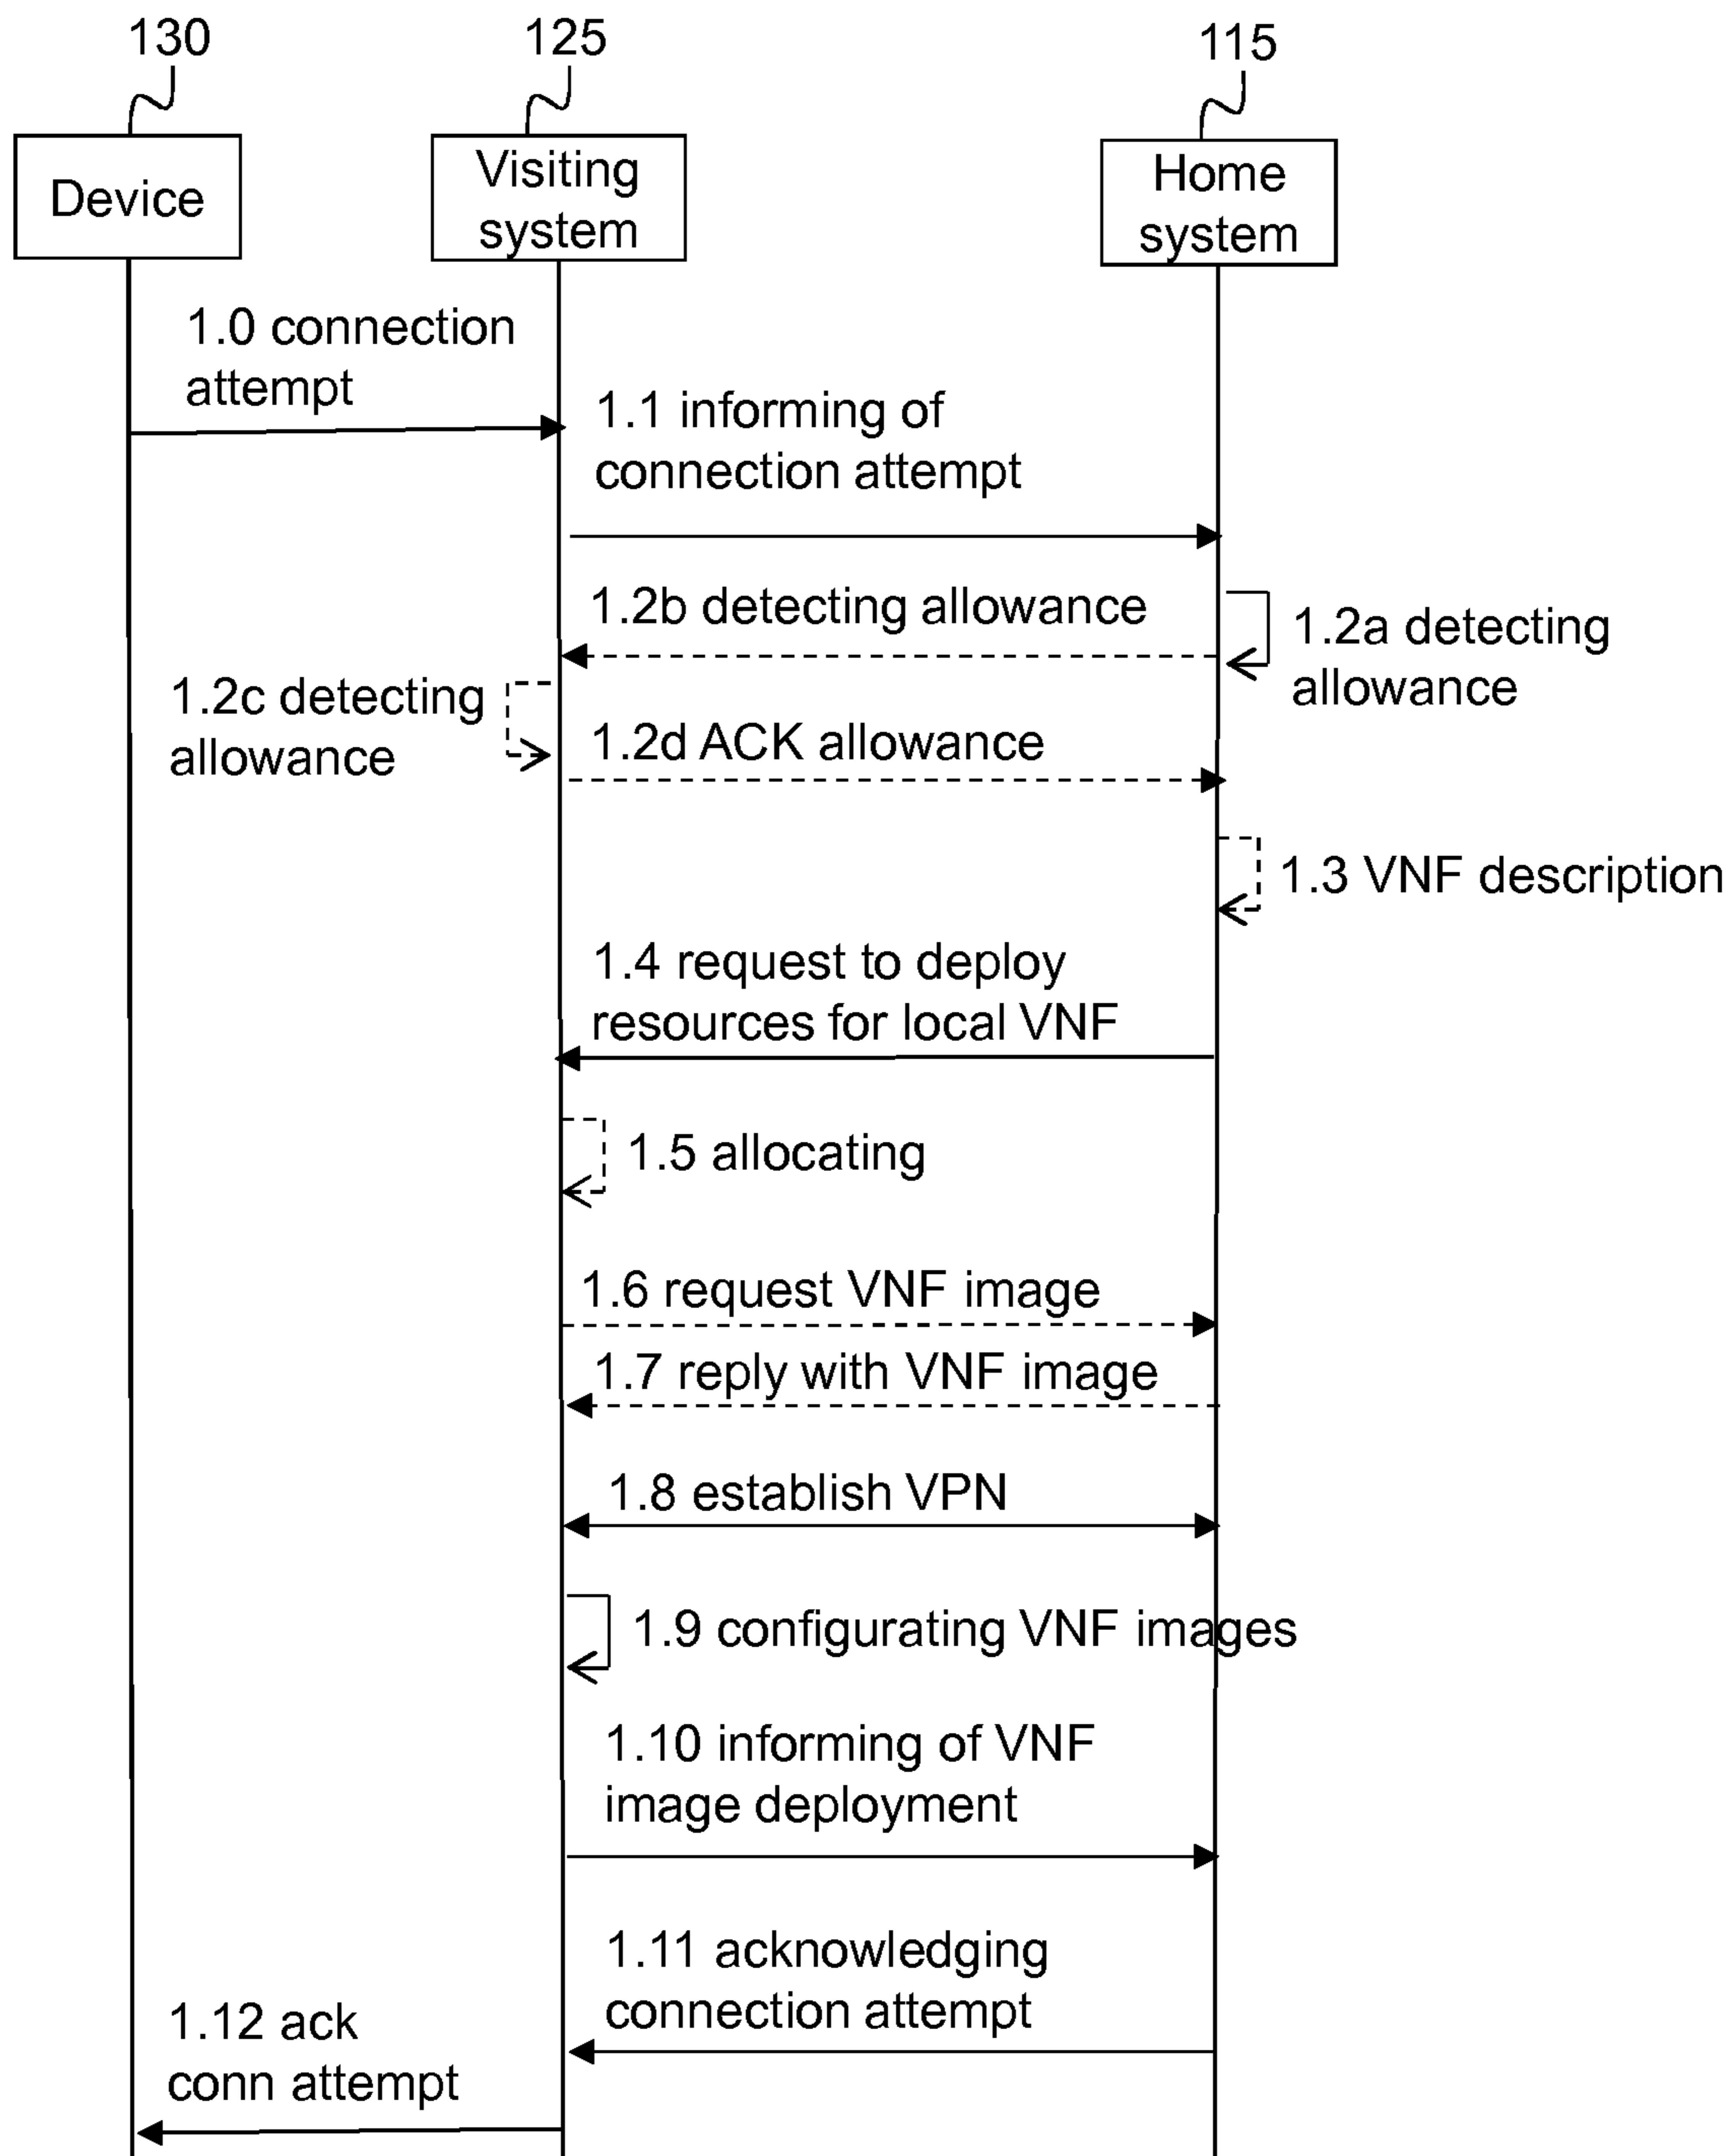 130
125
115
Device
Visiting
system
Home
system
1.0 connection
attempt
1.1 informing of
connection attempt
1.2b detecting allowance
1.2a detecting
allowance
1.2c detecting
allowance
1.2d ACK allowance
1.3 VNF description
1.4 request to deploy
resources for local VNF
1.5 allocating
1.6 request VNF image
1.7 reply with VNF image
1.8 establish VPN
1.9 configurating VNF images
1.10 informing of VNF
image deployment
1.11 acknowledging
connection attempt
1.12 ack
conn attempt